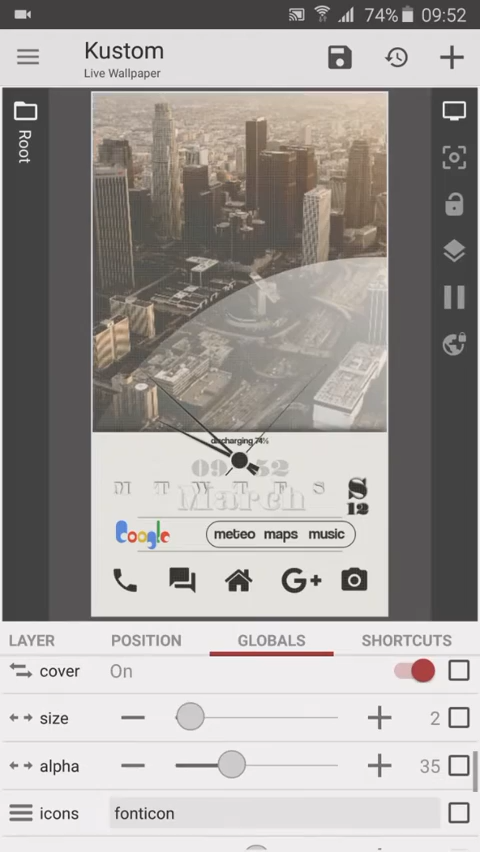 74% 09:52
Kustom
Live Wallpaper
Root
discharging 74%
09 52
M T W T F S S
March
12
Google
meteo maps music
G+
LAYER POSITION GLOBALS SHORTCUTS
cover On
size 2
alpha 35
icons fonticon